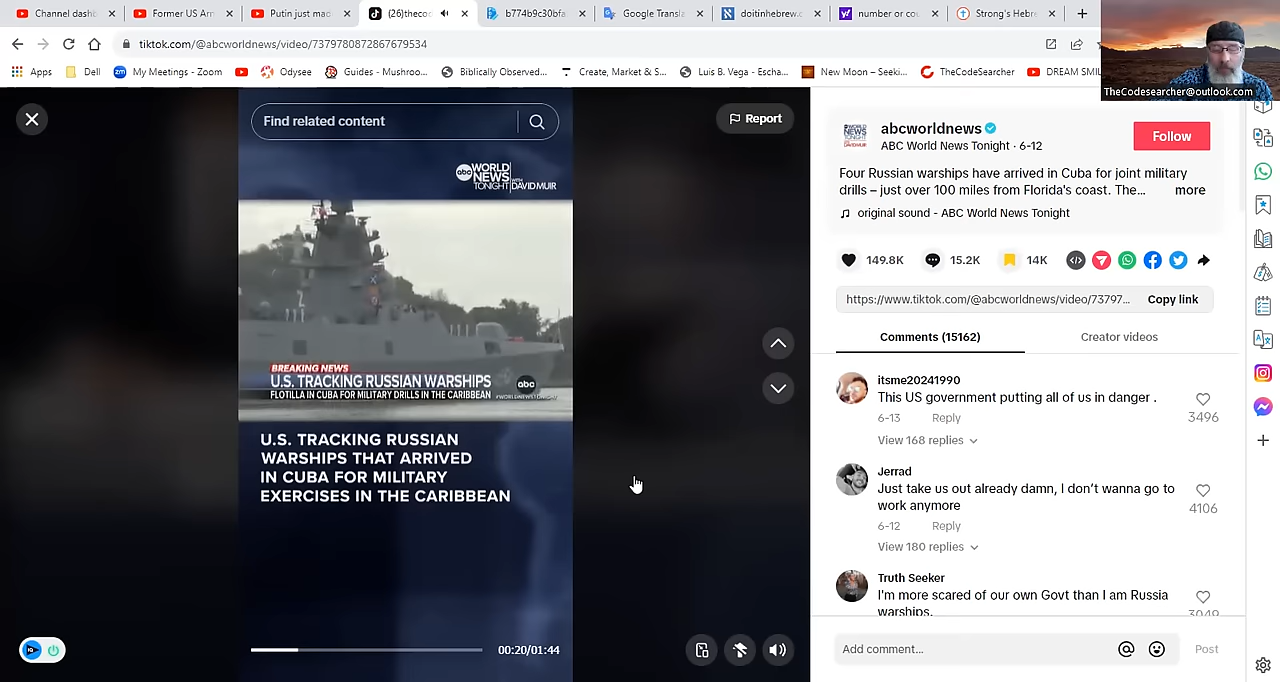 Channel dashb
Former US Arm
Putin just mad
(26)thecoc
b774b9c30bfa
Google Transla
doitinhebrew.c
number or cou
Strong's Hebre
tiktok.com/@abcworldnews/video/7379780872867679534
Apps
Dell
My Meetings - Zoom
Odysee
Guides - Mushroo...
Biblically Observed...
Create, Market & S...
Luis B. Vega - Escha...
New Moon – Seeki...
TheCodeSearcher
DREAM SMIL
TheCodesearcher@outlook.com
Find related content
Report
abc WORLD
NEWS
TONIGHT WITH DAVID MUIR
BREAKING NEWS
U.S. TRACKING RUSSIAN WARSHIPS
FLOTILLA IN CUBA FOR MILITARY DRILLS IN THE CARIBBEAN
abc
#WORLDNEWSTONIGHT
U.S. TRACKING RUSSIAN
WARSHIPS THAT ARRIVED
IN CUBA FOR MILITARY
EXERCISES IN THE CARIBBEAN
00:20/01:44
abcworldnews
ABC World News Tonight · 6-12
Follow
Four Russian warships have arrived in Cuba for joint military
drills – just over 100 miles from Florida's coast. The... more
original sound - ABC World News Tonight
149.8K
15.2K
14K
https://www.tiktok.com/@abcworldnews/video/73797...
Copy link
Comments (15162)
Creator videos
itsme20241990
This US government putting all of us in danger .
6-13 Reply
3496
View 168 replies
Jerrad
Just take us out already damn, I don't wanna go to
work anymore
6-12 Reply
4106
View 180 replies
Truth Seeker
I'm more scared of our own Govt than I am Russia
warships.
3049
Add comment...
Post